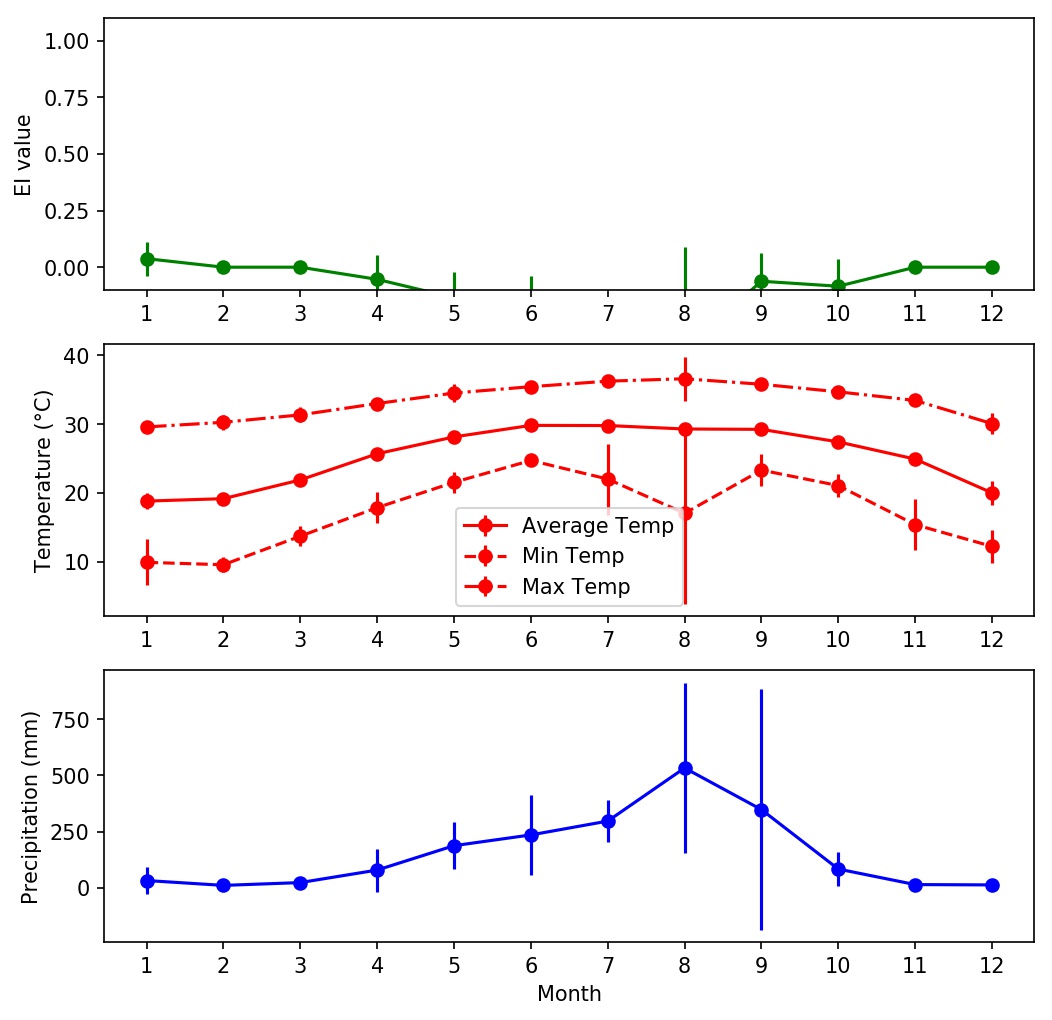 1.00
0.75
0.50
0.25
0.00
EI value
1 2 3 4 5 6 7 8 9 10 11 12
40
30
20
10
Temperature (°C)
Average Temp
Min Temp
Max Temp
1 2 3 4 5 6 7 8 9 10 11 12
750
500
250
0
Precipitation (mm)
1 2 3 4 5 6 7 8 9 10 11 12
Month